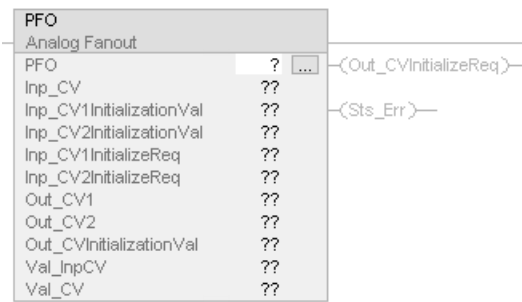 PFO
Analog Fanout
PFO ? ... (Out_CVInitializeReq)
Inp_CV ??
Inp_CV1InitializationVal ?? (Sts_Err)
Inp_CV2InitializationVal ??
Inp_CV1InitializeReq ??
Inp_CV2InitializeReq ??
Out_CV1 ??
Out_CV2 ??
Out_CVInitializationVal ??
Val_InpCV ??
Val_CV ??